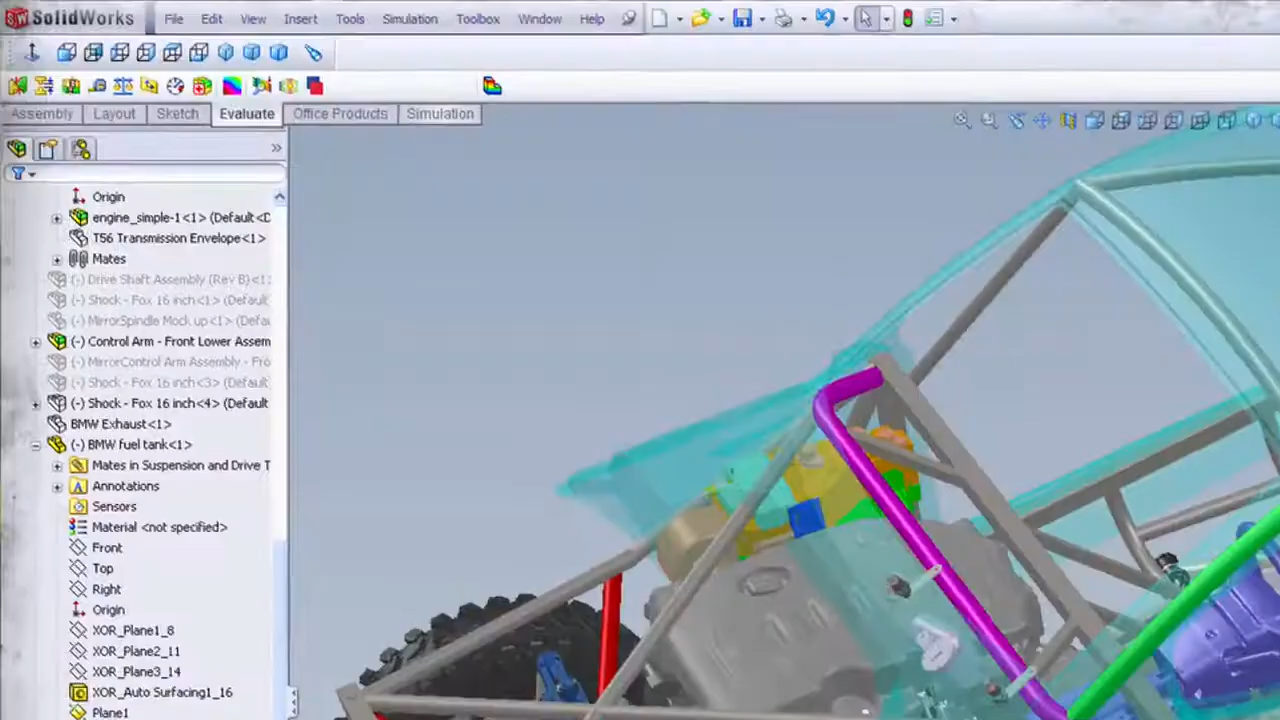 SolidWorks File Edit View Insert Tools Simulation Toolbox Window Help
Assembly Layout Sketch Evaluate Office Products Simulation
Origin
engine_simple-1<1> (Default<D
T56 Transmission Envelope<1>
Mates
(-) Drive Shaft Assembly (Rev B)<1
(-) Shock - Fox 16 inch<1> (Default
(-) MirrorSpindle Mock up<1> (Defau
(-) Control Arm - Front Lower Assem
(-) MirrorControl Arm Assembly - Fro
(-) Shock - Fox 16 inch<3> (Default
(-) Shock - Fox 16 inch<4> (Default
BMW Exhaust<1>
(-) BMW fuel tank<1>
Mates in Suspension and Drive T
Annotations
Sensors
Material <not specified>
Front
Top
Right
Origin
XOR_Plane1_8
XOR_Plane2_11
XOR_Plane3_14
XOR_Auto Surfacing1_16
Plane1